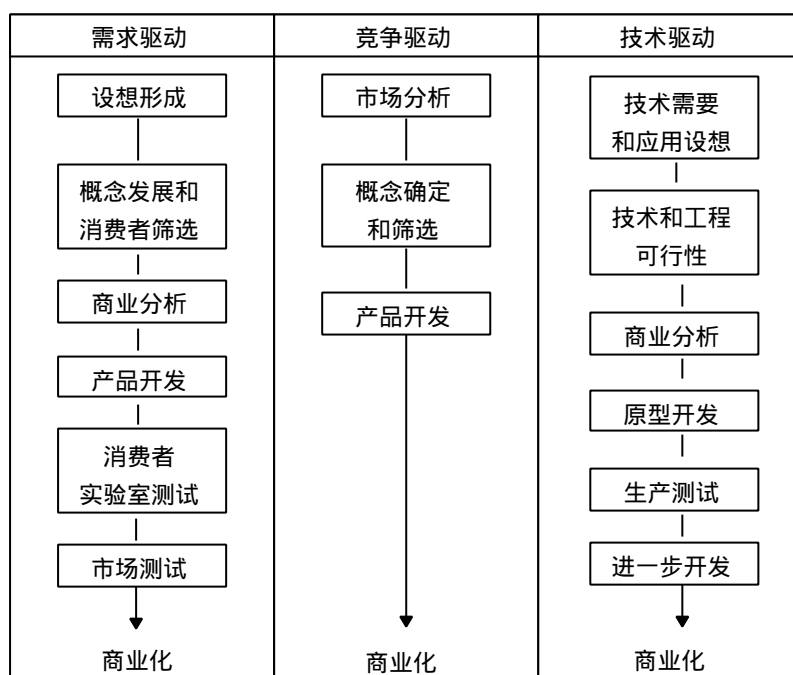 需求驱动
设想形成
概念发展和
消费者筛选
商业分析
产品开发
消费者
实验室测试
市场测试
商业化
竞争驱动
市场分析
概念确定
和筛选
产品开发
商业化
技术驱动
技术需要
和应用设想
技术和工程
可行性
商业分析
原型开发
生产测试
进一步开发
商业化